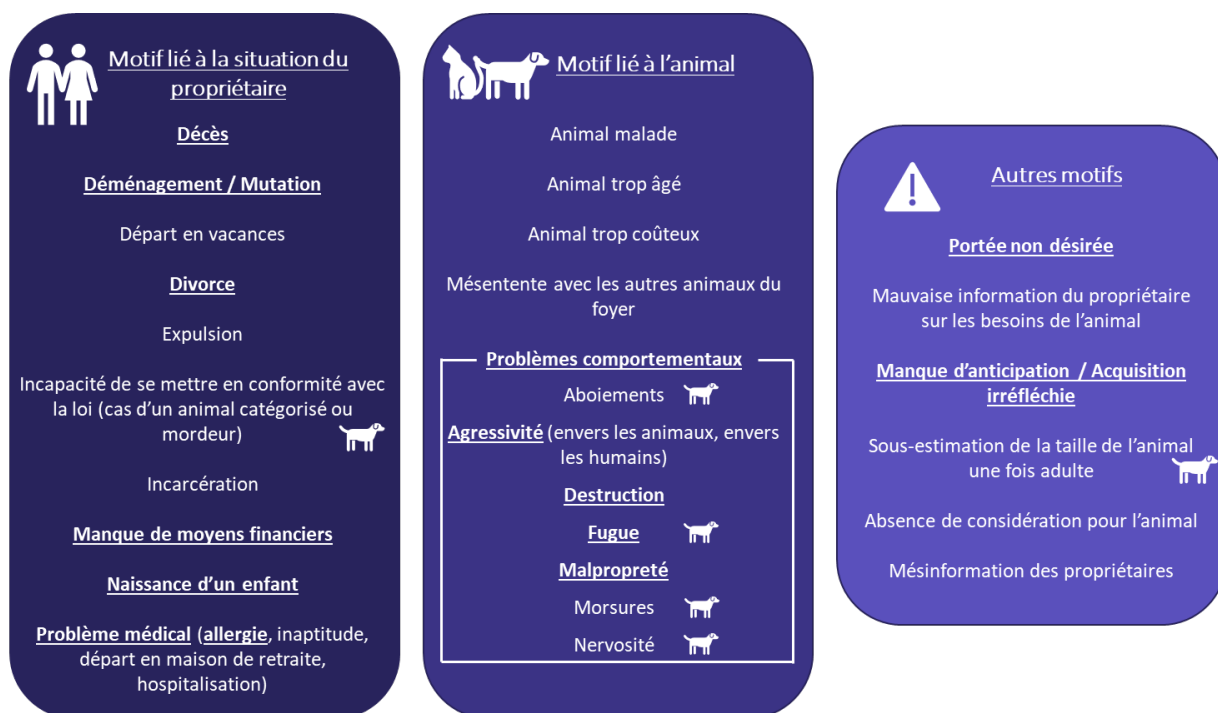 Motif lié à la situation du
propriétaire
Décès
Déménagement / Mutation
Départ en vacances
Divorce
Expulsion
Incapacité de se mettre en conformité avec
la loi (cas d’un animal catégorisé ou
mordeur)
Incarcération
Manque de moyens financiers
Naissance d’un enfant
Problème médical (allergie, inaptitude,
départ en maison de retraite,
hospitalisation)
Motif lié à l’animal
Animal malade
Animal trop âgé
Animal trop coûteux
Mésentente avec les autres animaux du
foyer
Problèmes comportementaux
Aboiements
Agressivité (envers les animaux, envers
les humains)
Destruction
Fugue
Malpropreté
Morsures
Nervosité
Autres motifs
Portée non désirée
Mauvaise information du propriétaire
sur les besoins de l’animal
Manque d’anticipation / Acquisition
irréfléchie
Sous-estimation de la taille de l’animal
une fois adulte
Absence de considération pour l’animal
Mésinformation des propriétaires